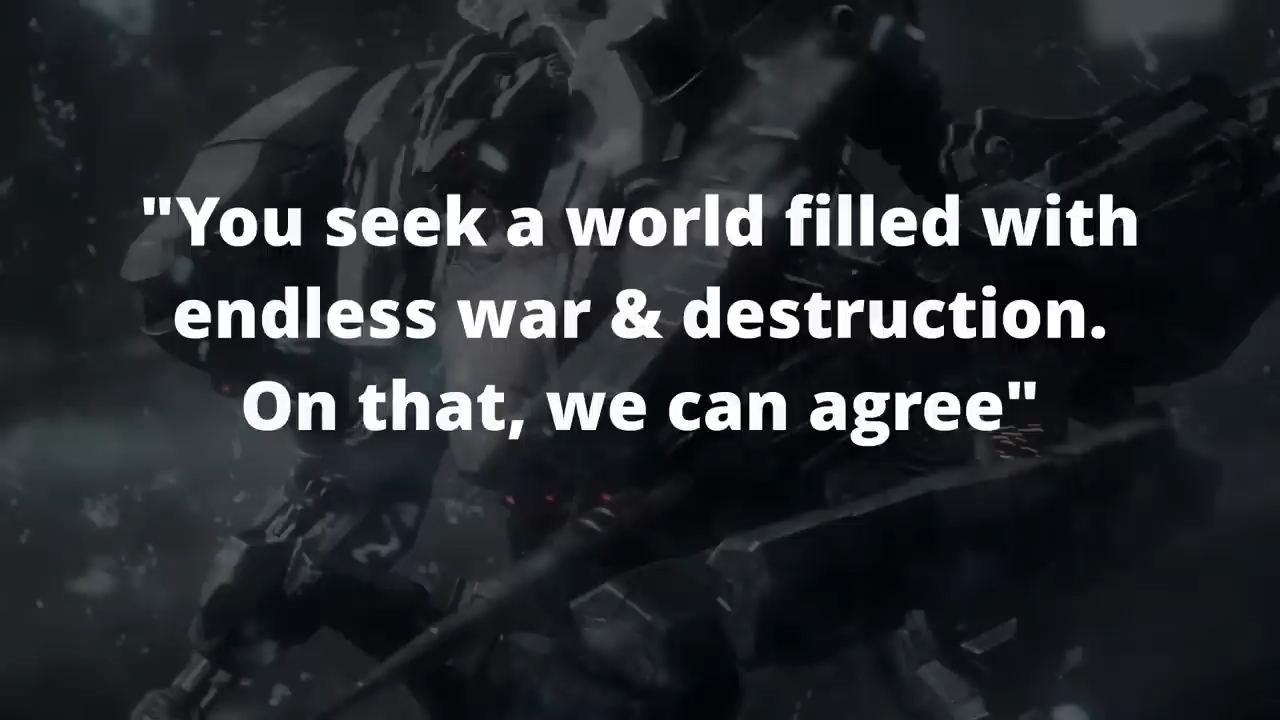 "You seek a world filled with
endless war & destruction.
On that, we can agree"